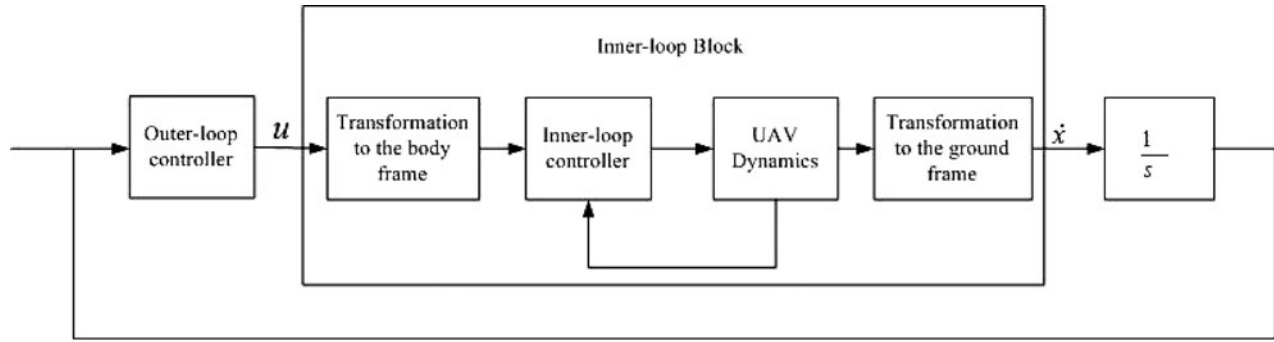 Inner-loop Block
Outer-loop
controller
u
Transformation
to the body
frame
Inner-loop
controller
UAV
Dynamics
Transformation
to the ground
frame
ẋ
1
s